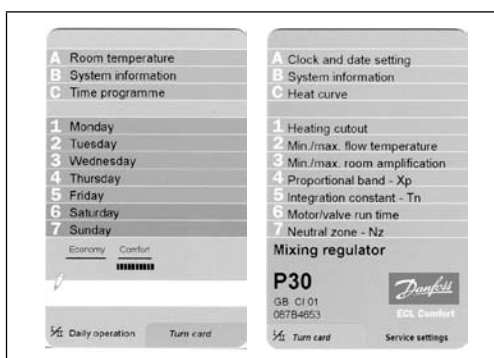 A Room temperature
B System information
C Time programme
1 Monday
2 Tuesday
3 Wednesday
4 Thursday
5 Friday
6 Saturday
7 Sunday
Economy Comfort
Daily operation Turn card
A Clock and date setting
B System information
C Heat curve
1 Heating cutout
2 Min./max. flow temperature
3 Min./max. room amplification
4 Proportional band - Xp
5 Integration constant - Tn
6 Motor/valve run time
7 Neutral zone - Nz
Mixing regulator
P30
Danfoss
GB CI 01
ECL Comfort
087B4653
Turn card Service settings